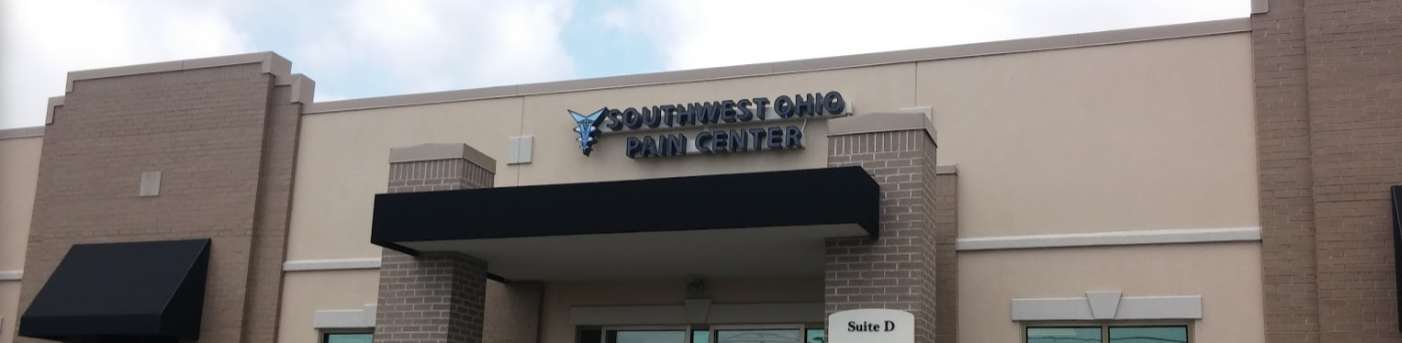 SOUTHWEST OHIO
PAIN CENTER
Suite D